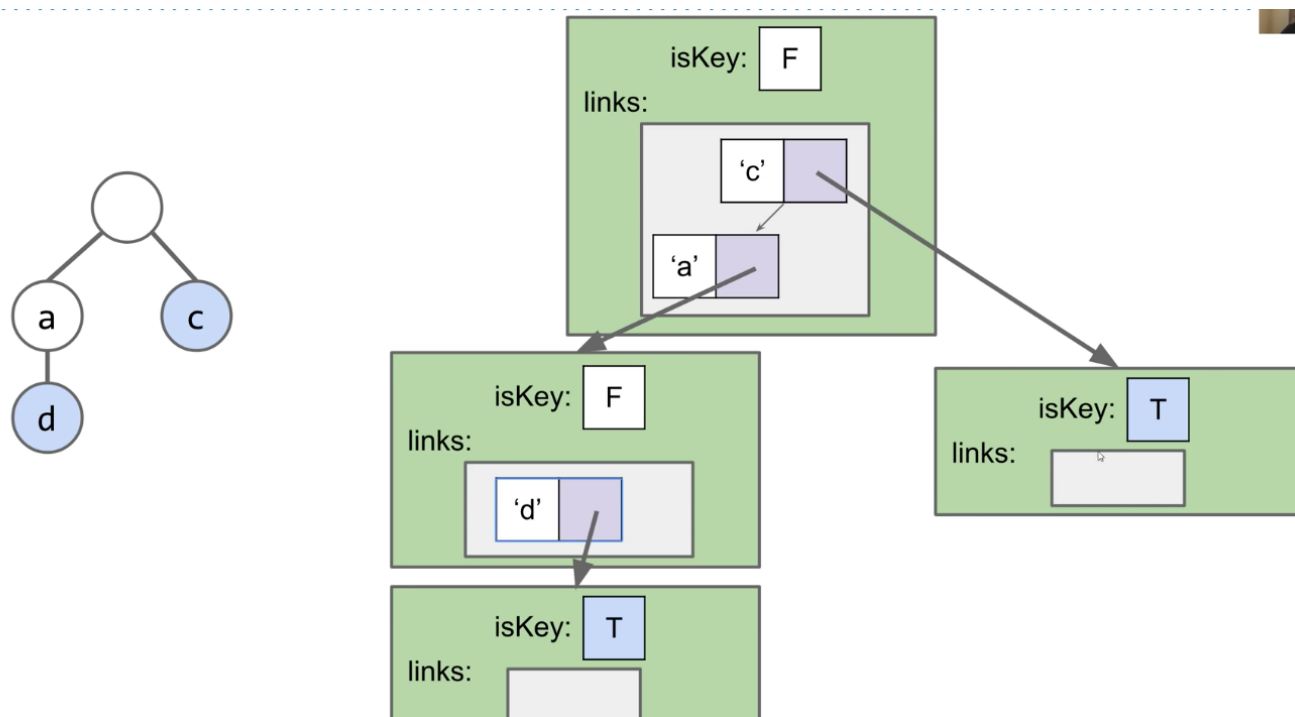 a
c
d
isKey: F
links:
‘c’
‘a’
isKey: F
links:
‘d’
isKey: T
links:
isKey: T
links: